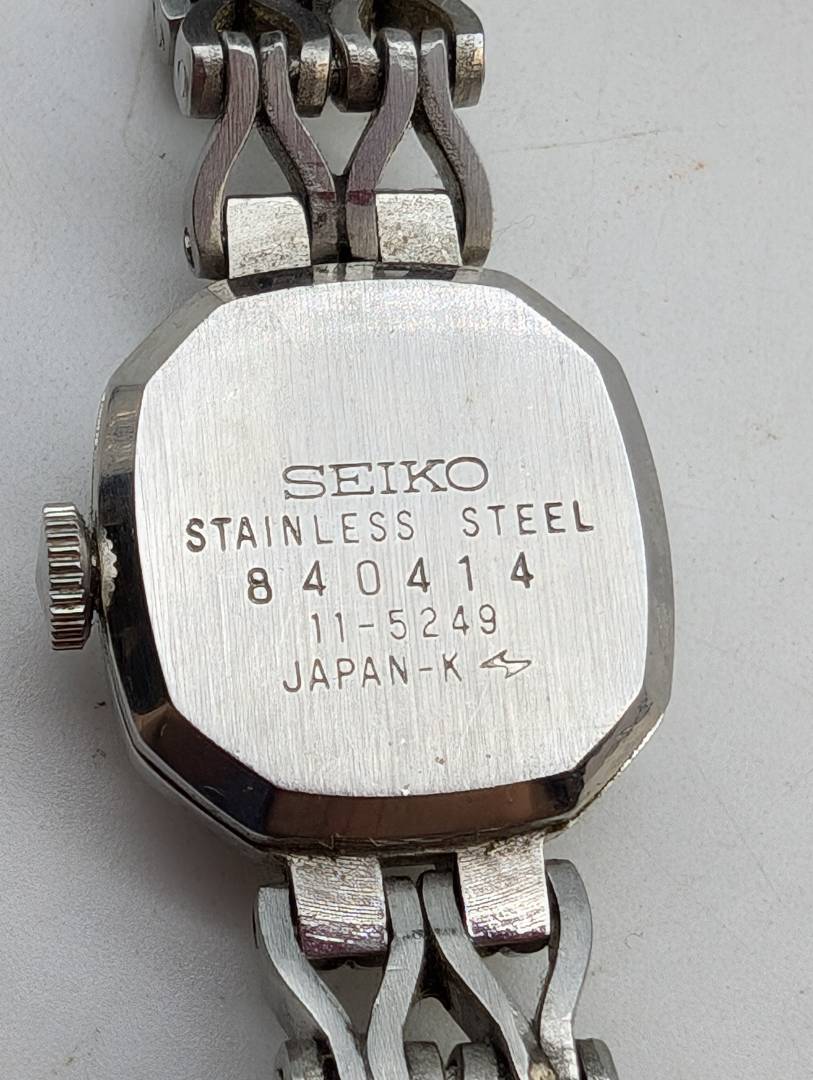 SEIKO
STAINLESS STEEL
840414
11-5249
JAPAN-K